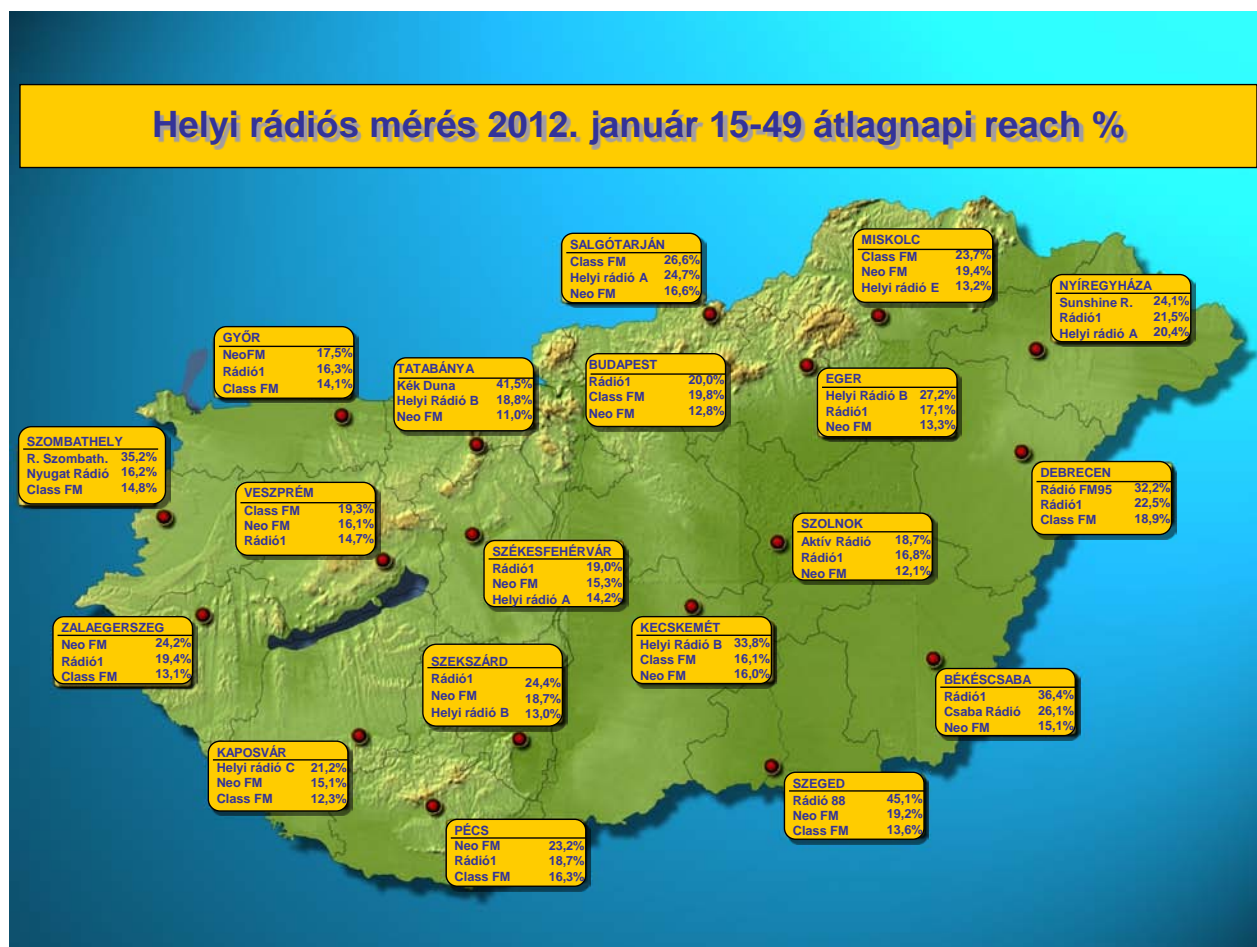 Helyi rádiós mérés 2012. január 15-49 átlagnapi reach %
SALGÓTARJÁN
Class FM 26,6%
Helyi rádió A 24,7%
Neo FM 16,6%
MISKOLC
Class FM 23,7%
Neo FM 19,4%
Helyi rádió E 13,2%
NYÍREGYHÁZA
Sunshine R. 24,1%
Rádió1 21,5%
Helyi rádió A 20,4%
GYŐR
NeoFM 17,5%
Rádió1 16,3%
Class FM 14,1%
TATABÁNYA
Kék Duna 41,5%
Helyi Rádió B 18,8%
Neo FM 11,0%
BUDAPEST
Rádió1 20,0%
Class FM 19,8%
Neo FM 12,8%
EGER
Helyi Rádió B 27,2%
Rádió1 17,1%
Neo FM 13,3%
SZOMBATHELY
R. Szombath. 35,2%
Nyugat Rádió 16,2%
Class FM 14,8%
VESZPRÉM
Class FM 19,3%
Neo FM 16,1%
Rádió1 14,7%
SZÉKESFEHÉRVÁR
Rádió1 19,0%
Neo FM 15,3%
Helyi rádió A 14,2%
SZOLNOK
Aktív Rádió 18,7%
Rádió1 16,8%
Neo FM 12,1%
DEBRECEN
Rádió FM95 32,2%
Rádió1 22,5%
Class FM 18,9%
ZALAEGERSZEG
Neo FM 24,2%
Rádió1 19,4%
Class FM 13,1%
SZEKSZÁRD
Rádió1 24,4%
Neo FM 18,7%
Helyi rádió B 13,0%
KECSKEMÉT
Helyi Rádió B 33,8%
Class FM 16,1%
Neo FM 16,0%
BÉKÉSCSABA
Rádió1 36,4%
Csaba Rádió 26,1%
Neo FM 15,1%
KAPOSVÁR
Helyi rádió C 21,2%
Neo FM 15,1%
Class FM 12,3%
PÉCS
Neo FM 23,2%
Rádió1 18,7%
Class FM 16,3%
SZEGED
Rádió 88 45,1%
Neo FM 19,2%
Class FM 13,6%